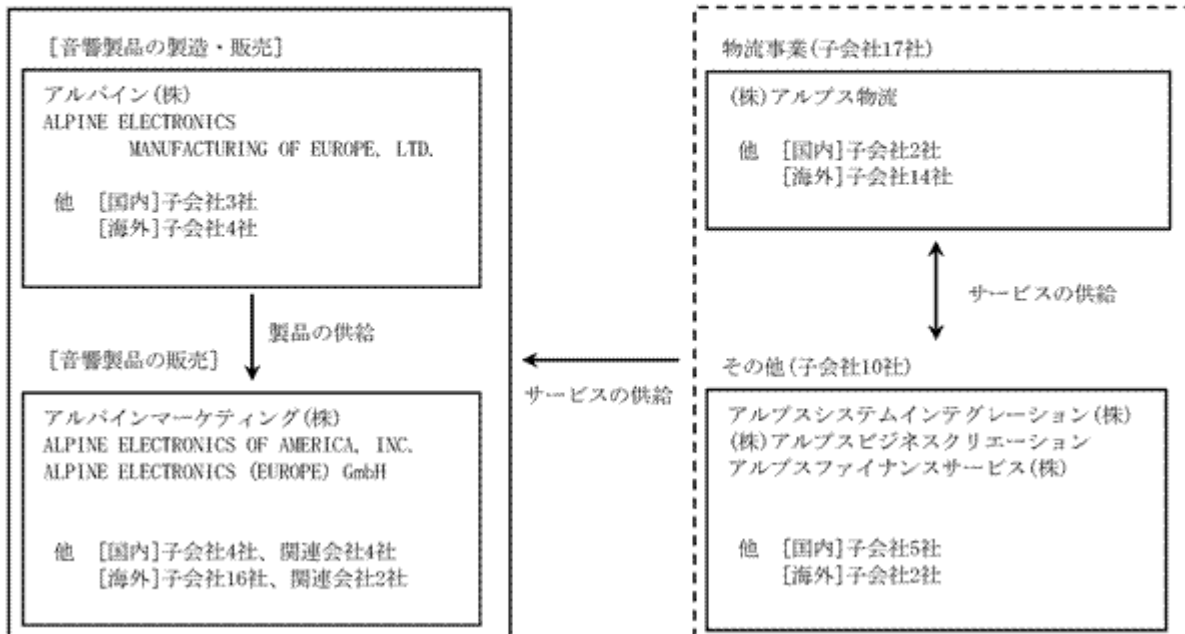 [音響製品の製造・販売]
アルパイン(株)
ALPINE ELECTRONICS
MANUFACTURING OF EUROPE, LTD.
他 [国内]子会社3社
[海外]子会社4社
製品の供給
[音響製品の販売]
アルパインマーケティング(株)
ALPINE ELECTRONICS OF AMERICA, INC.
ALPINE ELECTRONICS (EUROPE) GmbH
他 [国内]子会社4社、関連会社4社
[海外]子会社16社、関連会社2社
サービスの供給
物流事業(子会社17社)
(株)アルプス物流
他 [国内]子会社2社
[海外]子会社14社
サービスの供給
その他(子会社10社)
アルプスシステムインテグレーション(株)
(株)アルプスビジネスクリエーション
アルプスファイナンスサービス(株)
他 [国内]子会社5社
[海外]子会社2社